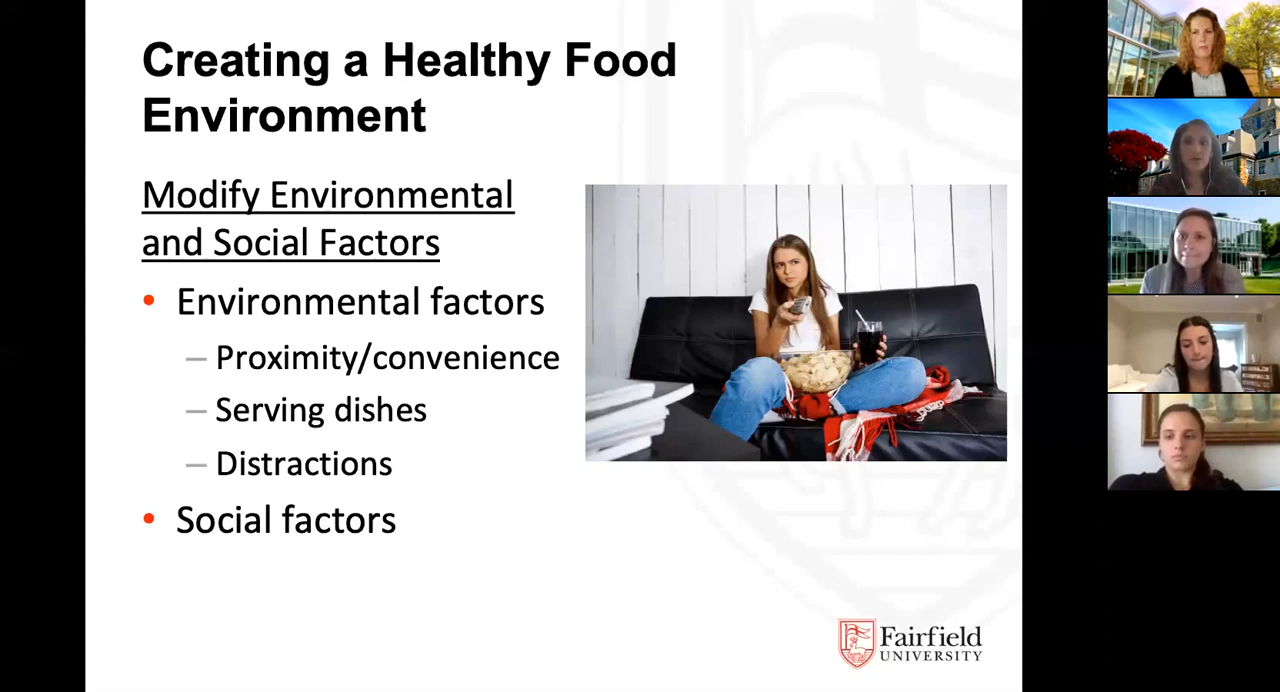 Creating a Healthy Food
Environment
Modify Environmental
and Social Factors
• Environmental factors
– Proximity/convenience
– Serving dishes
– Distractions
• Social factors
Fairfield
UNIVERSITY